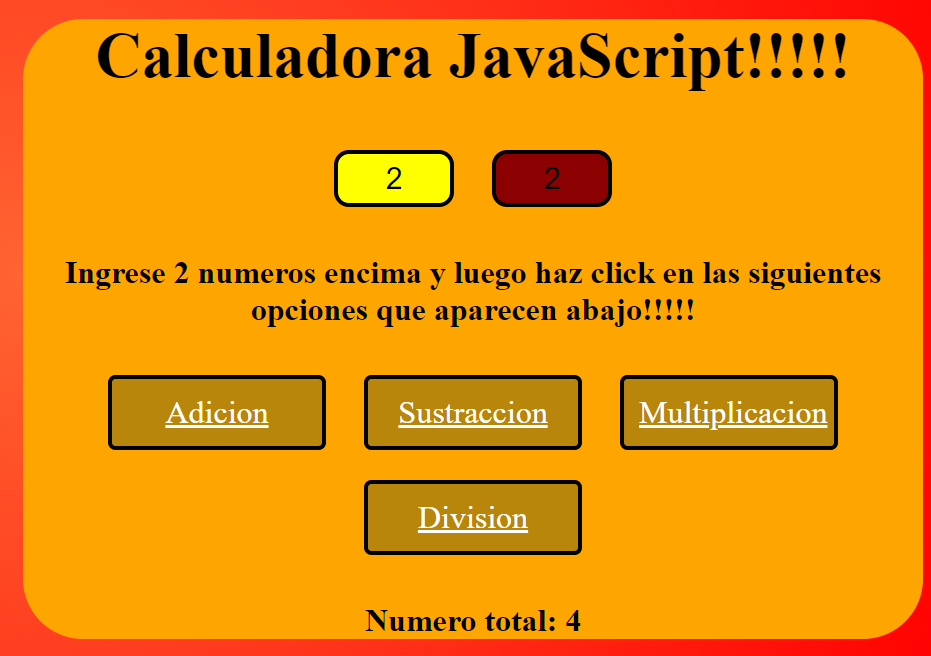 Calculadora JavaScript!!!!!
2 2
Ingrese 2 numeros encima y luego haz click en las siguientes
opciones que aparecen abajo!!!!!
Adicion Sustraccion Multiplicacion
Division
Numero total: 4